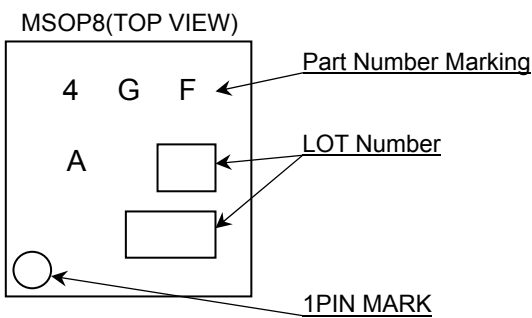 MSOP8(TOP VIEW)
4 G F
Part Number Marking
A
LOT Number
1PIN MARK